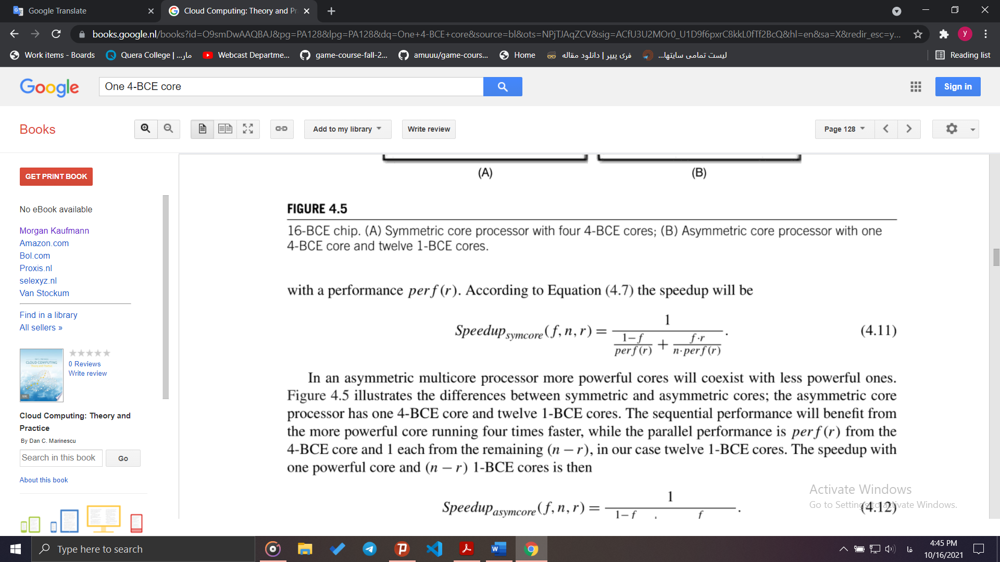 Google Translate
Cloud Computing: Theory and Pr
books.google.nl/books?id=O9smDwAAQBAJ&pg=PA128&lpg=PA128&dq=One+4-BCE+core&source=bl&ots=NPjTJAqZCV&sig=ACfU3U2MOr0_U1D9f6pxrC8kkL0fTf2BcQ&hl=en&sa=X&redir_esc=y...
y
Work items - Boards
Quera College | مار...
Webcast Departme...
game-course-fall-2...
amuuu/game-cours...
Home
فری پیپر | دانلود مقاله
لیست تمامی سایتها...
Reading list
Google
One 4-BCE core
Sign in
Books
Add to my library
Write review
Page 128
GET PRINT BOOK
No eBook available
Morgan Kaufmann
Amazon.com
Bol.com
Proxis.nl
selexyz.nl
Van Stockum
Find in a library
All sellers »
CLOUD COMPUTING
0 Reviews
Write review
Cloud Computing: Theory and
Practice
By Dan C. Marinescu
Search in this book
Go
About this book
(A)
(B)
FIGURE 4.5
16-BCE chip. (A) Symmetric core processor with four 4-BCE cores; (B) Asymmetric core processor with one
4-BCE core and twelve 1-BCE cores.
with a performance perf(r). According to Equation (4.7) the speedup will be
1
Speedup_symcore(f, n, r) = ———.
1−f/perf(r) + f·r/n·perf(r)
(4.11)
In an asymmetric multicore processor more powerful cores will coexist with less powerful ones.
Figure 4.5 illustrates the differences between symmetric and asymmetric cores; the asymmetric core
processor has one 4-BCE core and twelve 1-BCE cores. The sequential performance will benefit from
the more powerful core running four times faster, while the parallel performance is perf(r) from the
4-BCE core and 1 each from the remaining (n − r), in our case twelve 1-BCE cores. The speedup with
one powerful core and (n − r) 1-BCE cores is then
1
Speedup_asymcore(f, n, r) = ———.
1−f + f
(4.12)
Activate Windows
Go to Settings to activate Windows.
Type here to search
فا
4:45 PM
10/16/2021